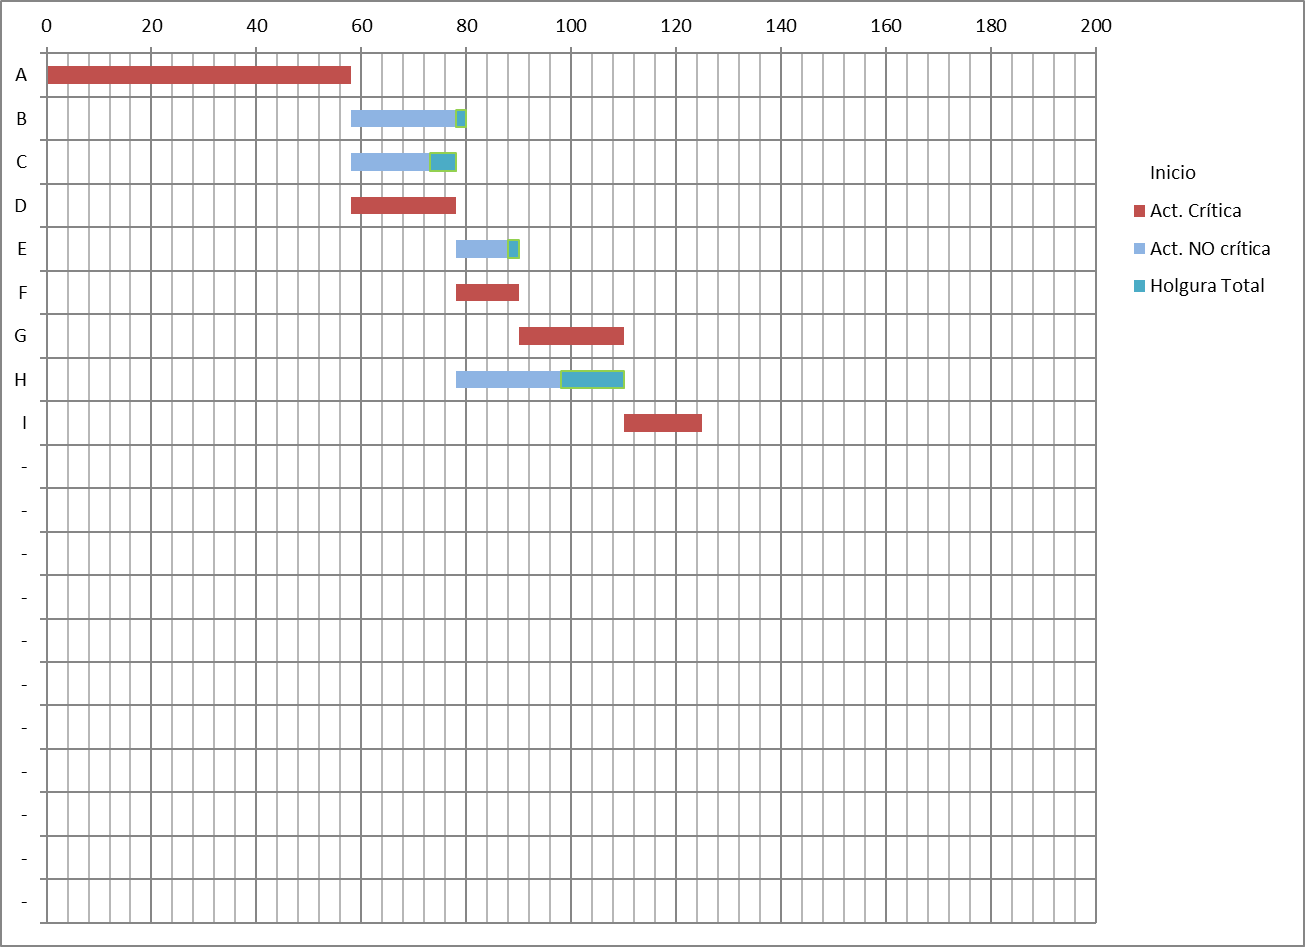 0 20 40 60 80 100 120 140 160 180 200
A
B
C
Inicio
D
Act. Crítica
E
Act. NO crítica
F
Holgura Total
G
H
I
-
-
-
-
-
-
-
-
-
-
-